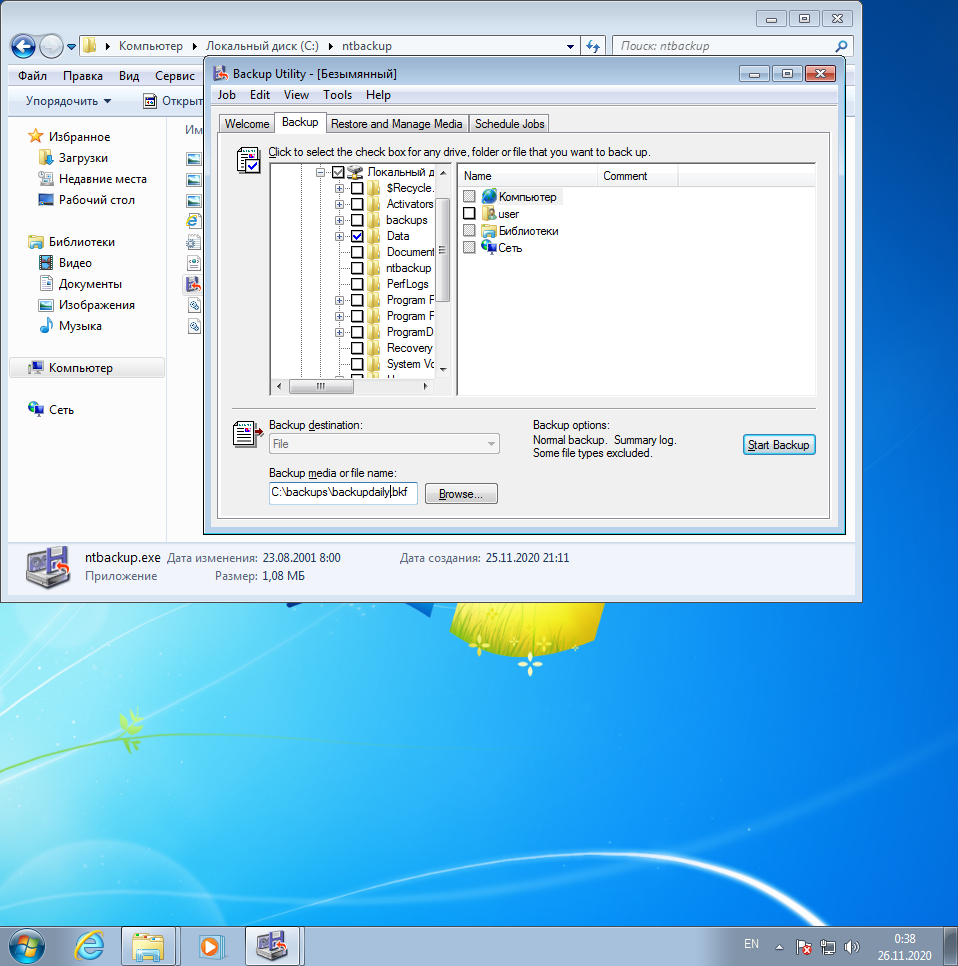 Компьютер
Локальный диск (C:)
ntbackup
Поиск: ntbackup
Файл
Правка
Вид
Сервис
Упорядочить
Открыт
Избранное
Загрузки
Недавние места
Рабочий стол
Библиотеки
Видео
Документы
Изображения
Музыка
Компьютер
Сеть
Им
Backup Utility - [Безымянный]
Job Edit View Tools Help
Welcome
Backup
Restore and Manage Media
Schedule Jobs
Click to select the check box for any drive, folder or file that you want to back up.
Локальный д
$Recycle.
Activators
backups
Data
Document
ntbackup
PerfLogs
Program F
Program F
ProgramD
Recovery
System Vo
Name
Comment
Компьютер
user
Библиотеки
Сеть
Backup destination:
File
Backup media or file name:
C:\backups\backupdaily.bkf
Browse...
Backup options:
Normal backup. Summary log.
Some file types excluded.
Start Backup
ntbackup.exe Дата изменения: 23.08.2001 8:00
Дата создания: 25.11.2020 21:11
Приложение
Размер: 1,08 МБ
EN
0:38
26.11.2020